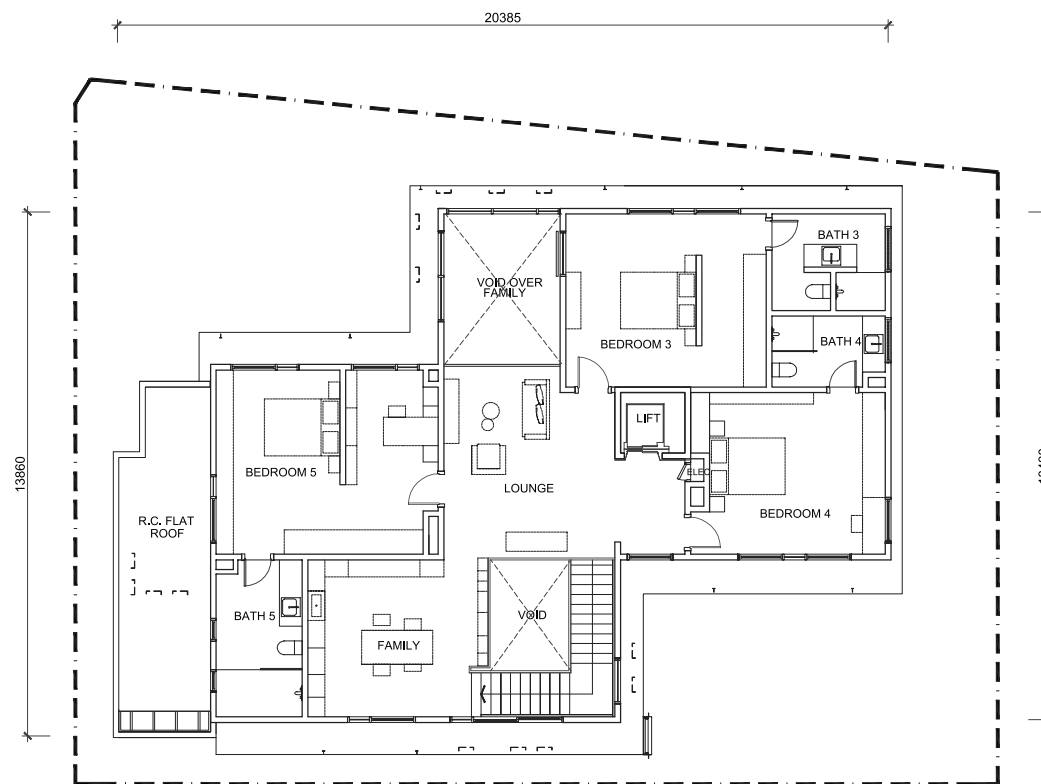 20385
BATH 3
VOID OVER
FAMILY
BEDROOM 3
BATH 4
LIFT
13860
BEDROOM 5
ELEC
LOUNGE
BEDROOM 4
R.C. FLAT
ROOF
BATH 5
VOID
FAMILY